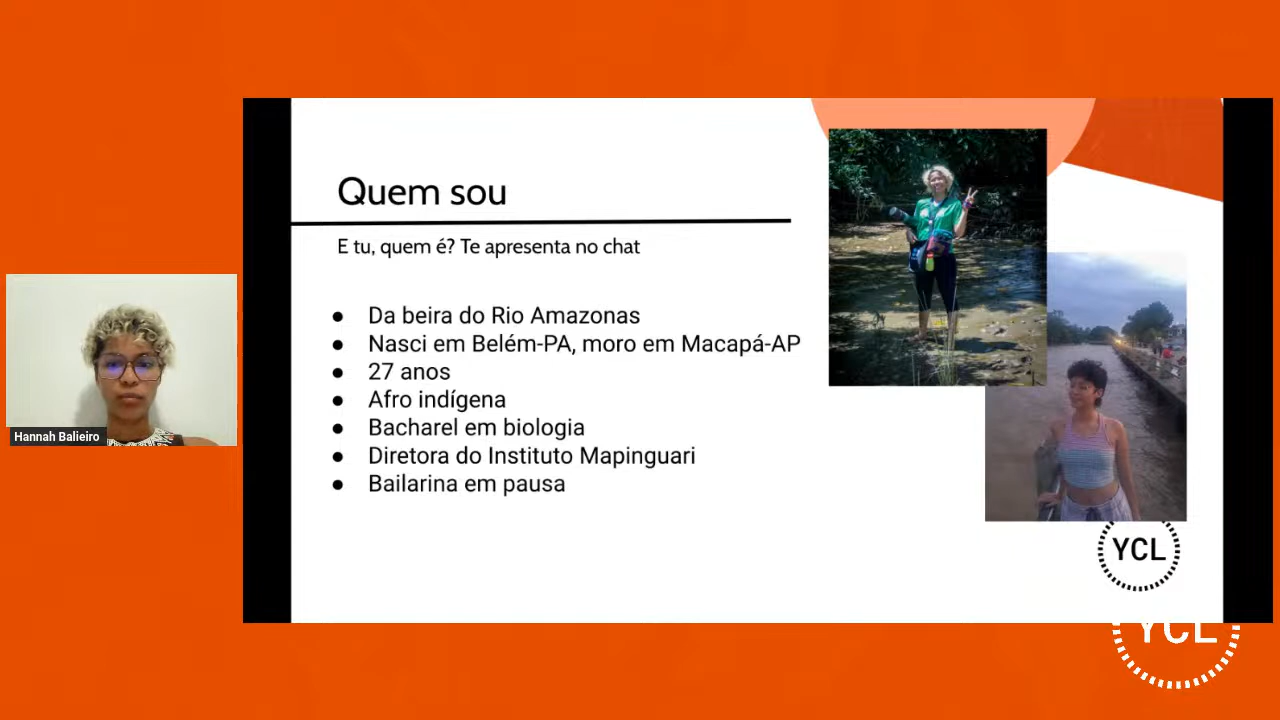 Quem sou
E tu, quem é? Te apresenta no chat
● Da beira do Rio Amazonas
● Nasci em Belém-PA, moro em Macapá-AP
● 27 anos
● Afro indígena
● Bacharel em biologia
● Diretora do Instituto Mapinguari
● Bailarina em pausa
Hannah Balieiro
YCL
YCL